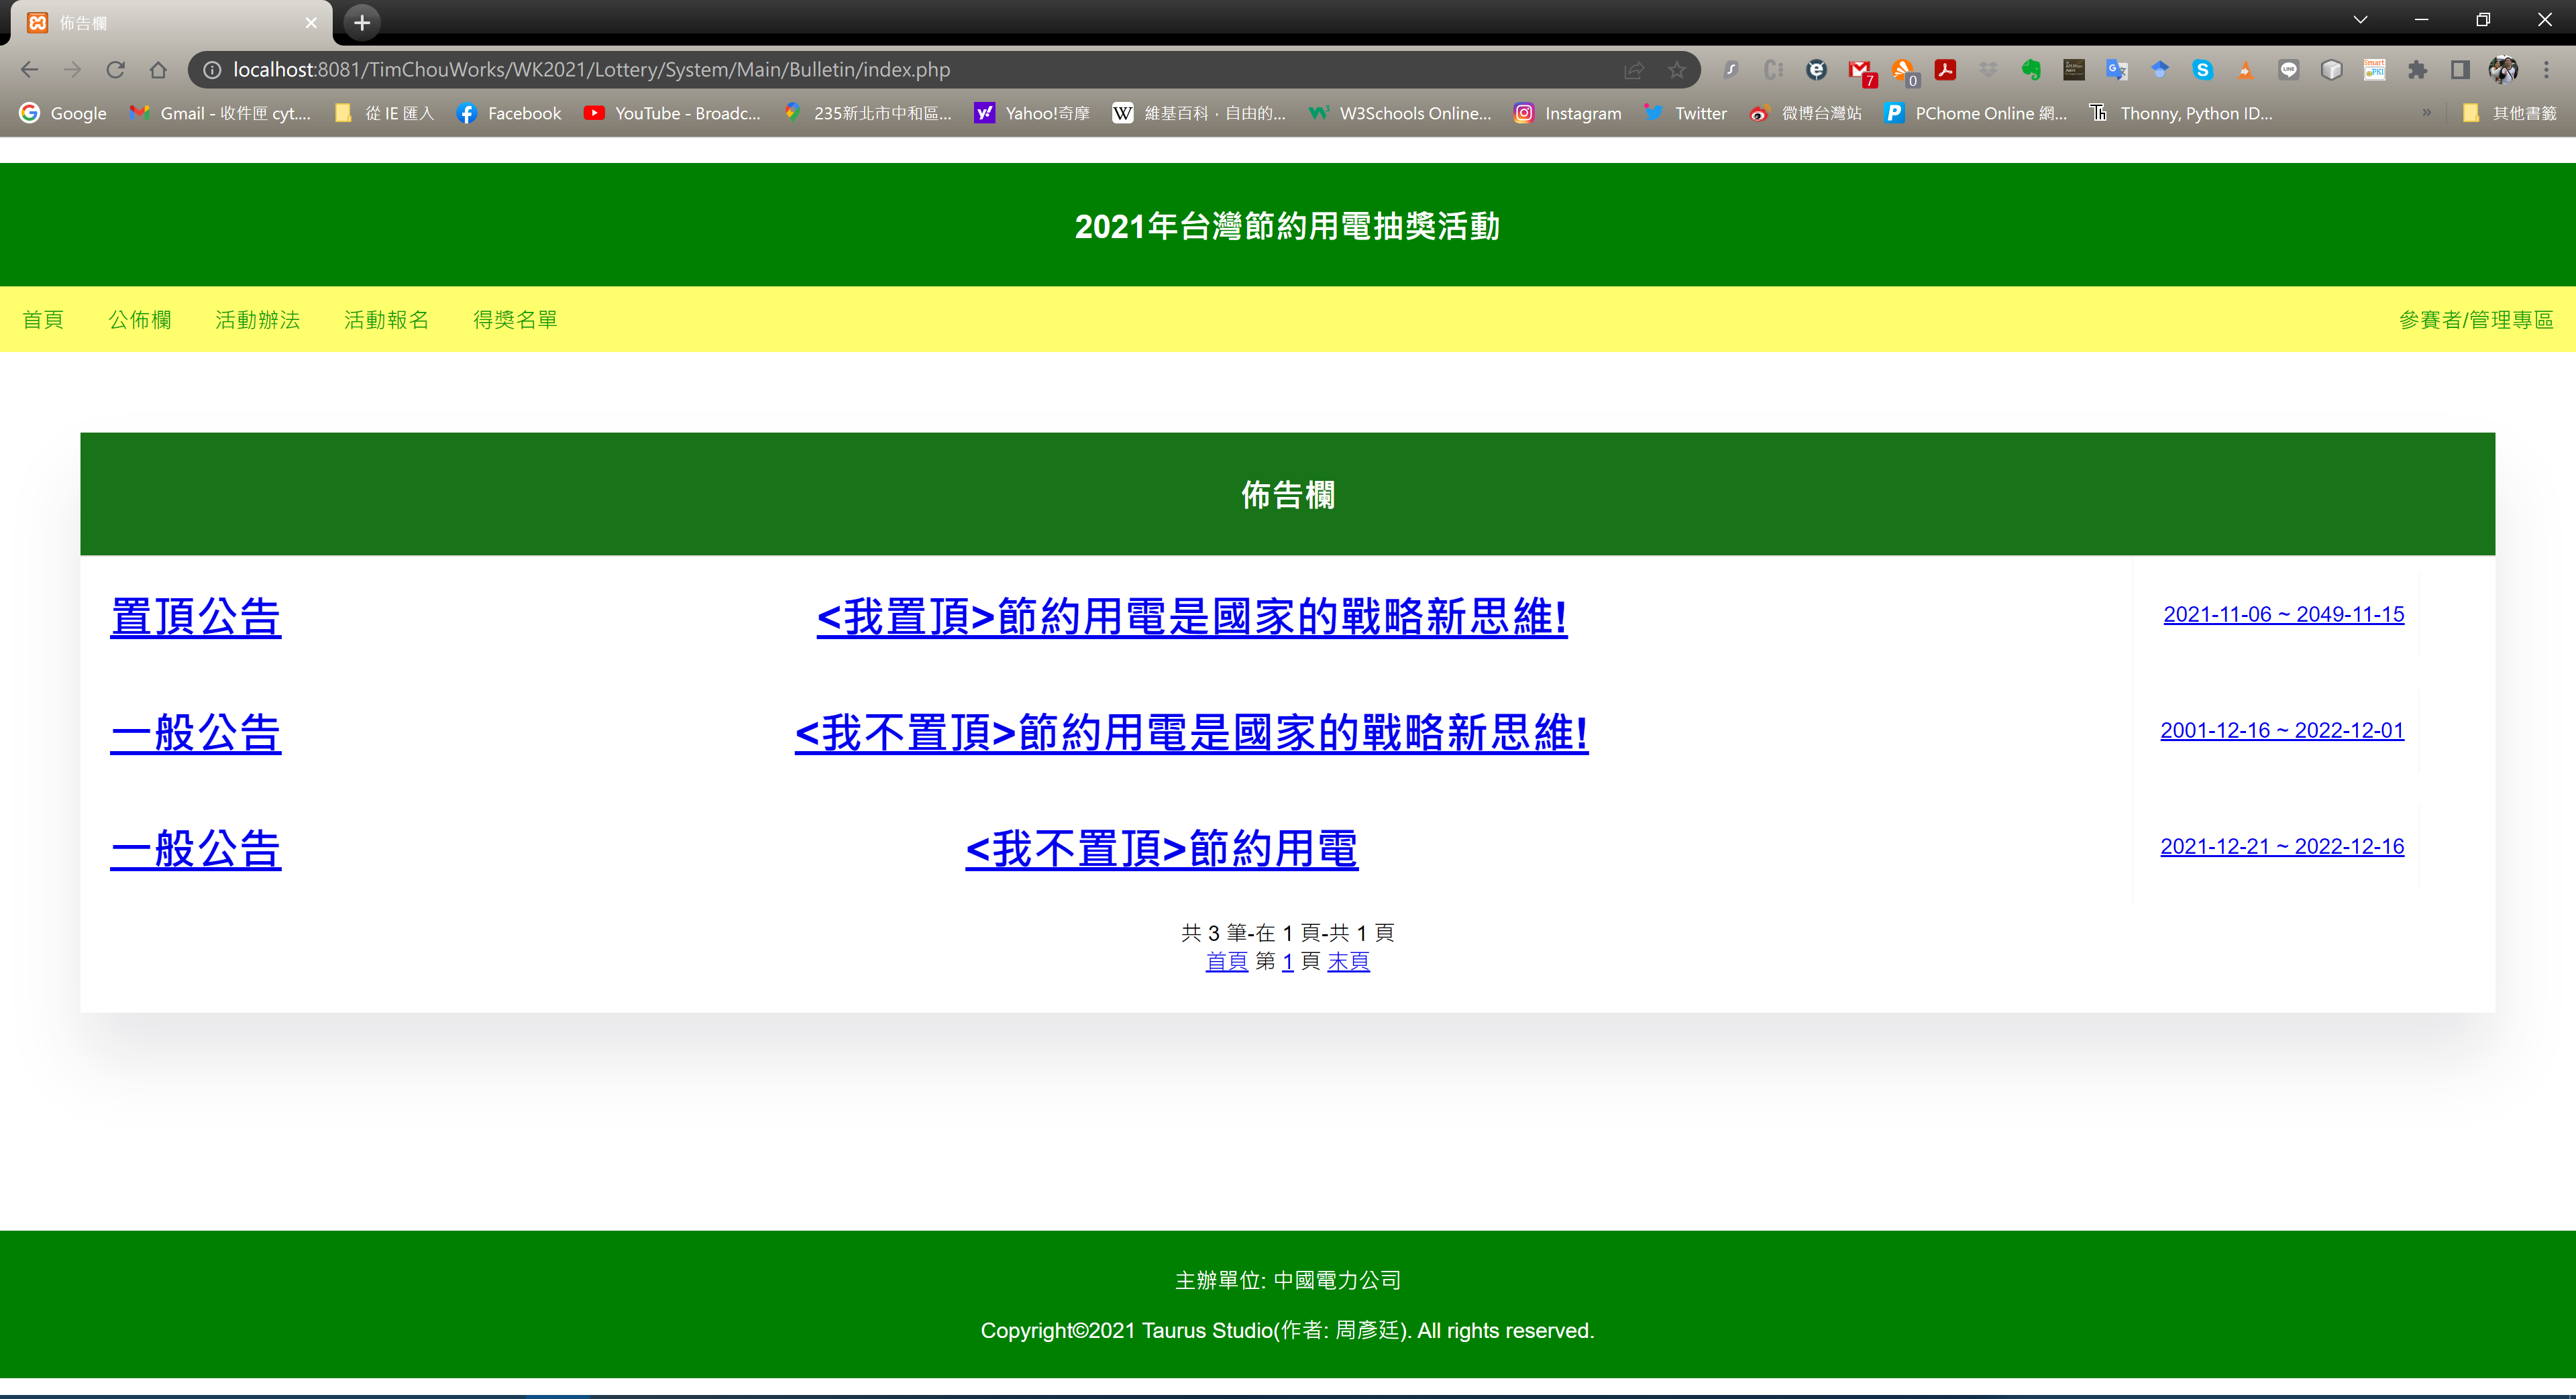 佈告欄
localhost:8081/TimChouWorks/WK2021/Lottery/System/Main/Bulletin/index.php
7
0
Google
Gmail - 收件匣 cyt....
從 IE 匯入
Facebook
YouTube - Broadc...
235新北市中和區...
Yahoo!奇摩
維基百科 · 自由的...
W3Schools Online...
Instagram
Twitter
微博台灣站
PChome Online 網...
Thonny, Python ID...
»
其他書籤
2021年台灣節約用電抽獎活動
首頁 公佈欄 活動辦法 活動報名 得獎名單 參賽者/管理專區
佈告欄
置頂公告 <我置頂>節約用電是國家的戰略新思維! 2021-11-06 ~ 2049-11-15
一般公告 <我不置頂>節約用電是國家的戰略新思維! 2001-12-16 ~ 2022-12-01
一般公告 <我不置頂>節約用電 2021-12-21 ~ 2022-12-16
共 3 筆-在 1 頁-共 1 頁
首頁 第 1 頁 末頁
主辦單位: 中國電力公司
Copyright©2021 Taurus Studio(作者: 周彥廷). All rights reserved.